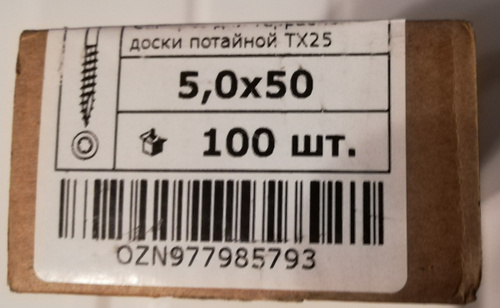 доски потайной TX25
5,0x50
100 шт.
OZN977985793